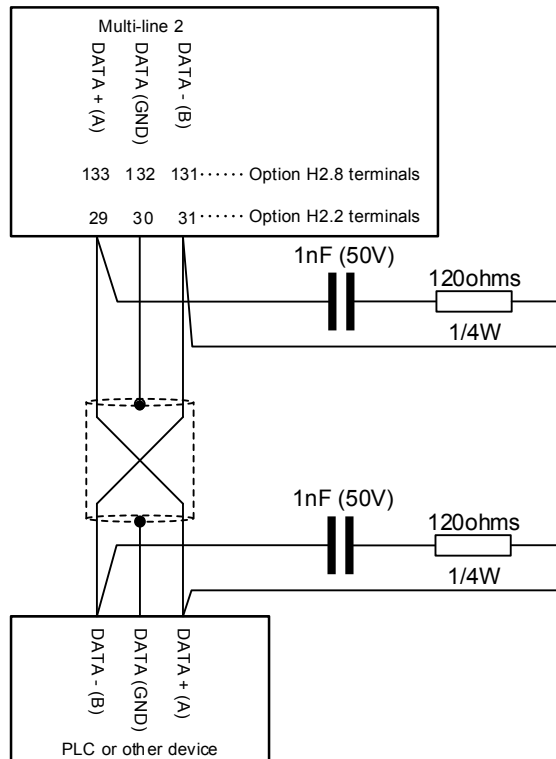 Multi-line 2
DATA + (A)
DATA (GND)
DATA - (B)
133 132 131 ······ Option H2.8 terminals
29 30 31 ······ Option H2.2 terminals
1nF (50V)
120ohms
1/4W
1nF (50V)
120ohms
1/4W
DATA - (B)
DATA (GND)
DATA + (A)
PLC or other device